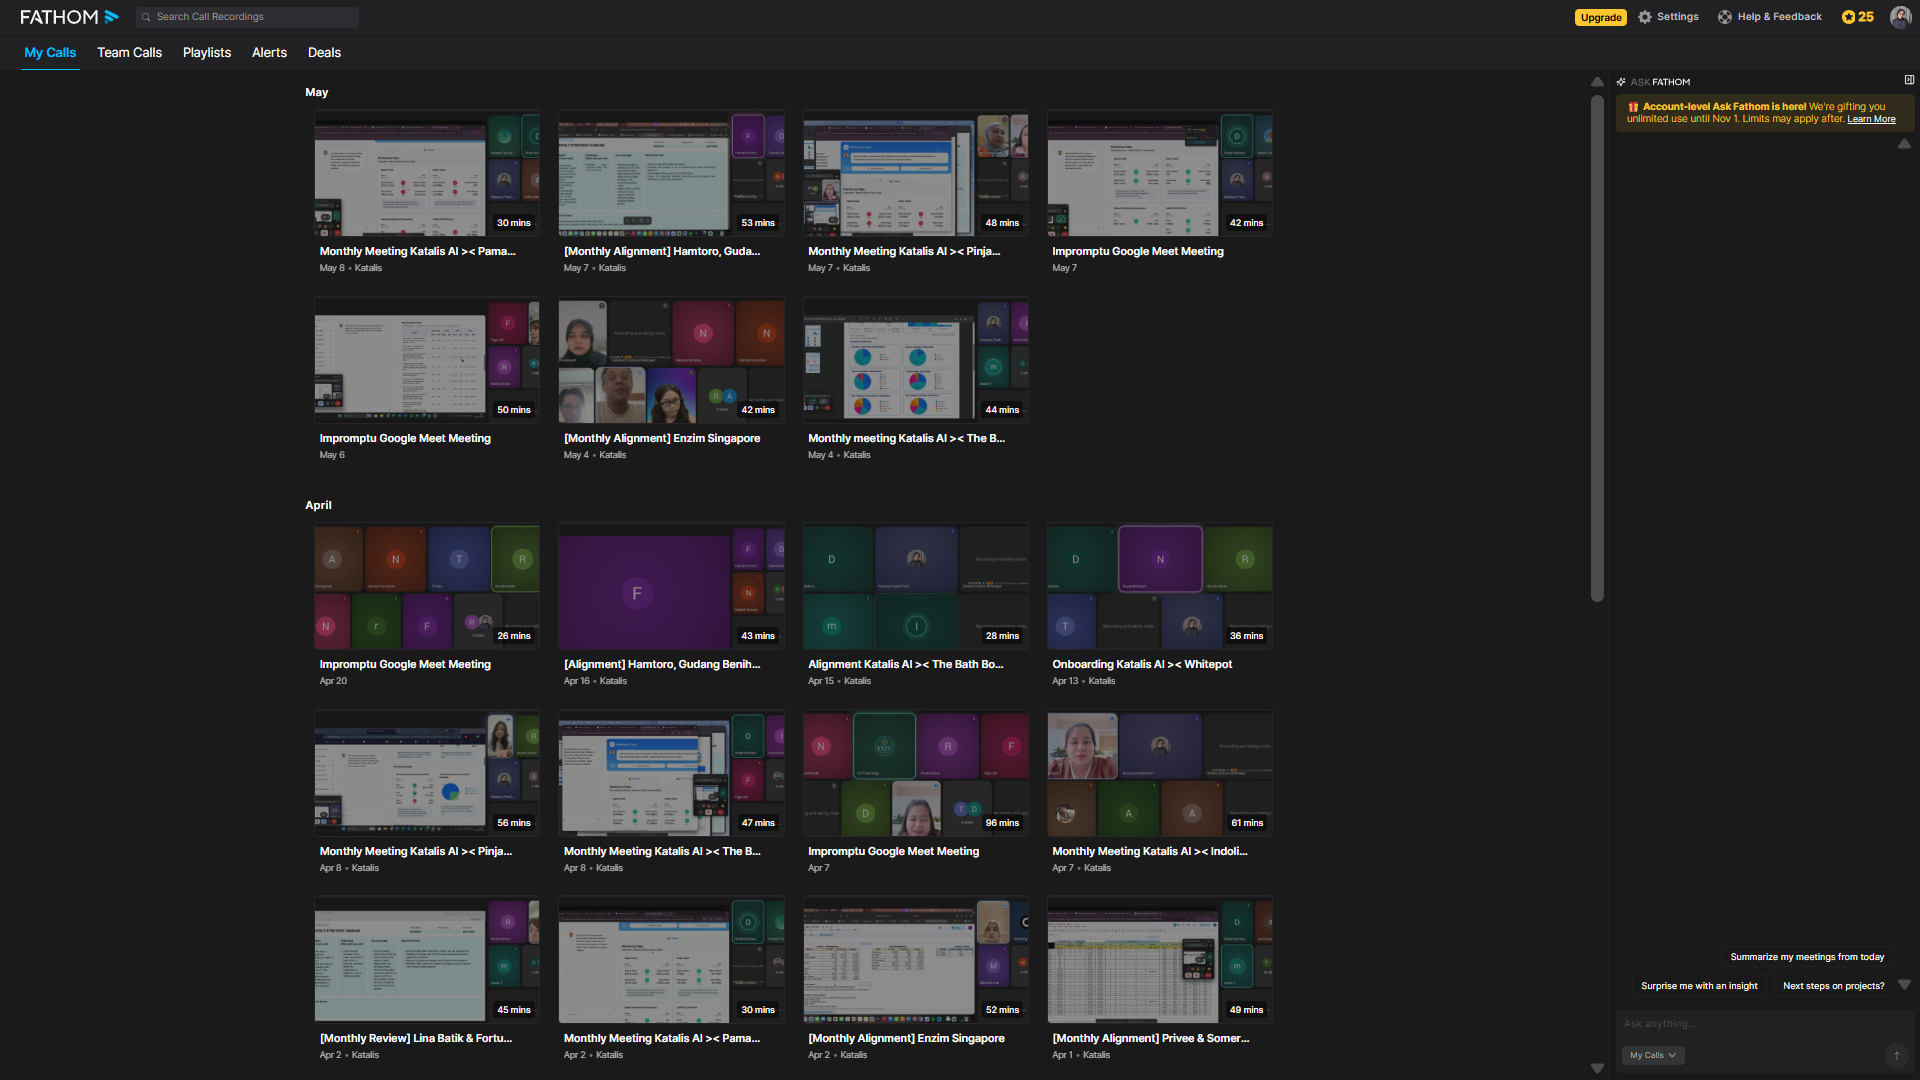 FATHOM
Search Call Recordings
Upgrade
Settings
Help & Feedback
25
My Calls
Team Calls
Playlists
Alerts
Deals
May
30 mins
53 mins
48 mins
42 mins
Monthly Meeting Katalis AI >< Pama...
[Monthly Alignment] Hamtoro, Guda...
Monthly Meeting Katalis AI >< Pinja...
Impromptu Google Meet Meeting
May 8 • Katalis
May 7 • Katalis
May 7 • Katalis
May 7
50 mins
42 mins
44 mins
Impromptu Google Meet Meeting
[Monthly Alignment] Enzim Singapore
Monthly meeting Katalis AI >< The B...
May 6
May 4 • Katalis
May 4 • Katalis
April
26 mins
43 mins
28 mins
36 mins
Impromptu Google Meet Meeting
[Alignment] Hamtoro, Gudang Benih...
Alignment Katalis AI >< The Bath Bo...
Onboarding Katalis AI >< Whitepot
Apr 20
Apr 16 • Katalis
Apr 15 • Katalis
Apr 13 • Katalis
56 mins
47 mins
96 mins
61 mins
Monthly Meeting Katalis AI >< Pinja...
Monthly Meeting Katalis AI >< The B...
Impromptu Google Meet Meeting
Monthly Meeting Katalis AI >< Indoli...
Apr 8 • Katalis
Apr 8 • Katalis
Apr 7
Apr 7 • Katalis
45 mins
30 mins
52 mins
49 mins
[Monthly Review] Lina Batik & Fortu...
Monthly Meeting Katalis AI >< Pama...
[Monthly Alignment] Enzim Singapore
[Monthly Alignment] Privee & Somer...
Apr 2 • Katalis
Apr 2 • Katalis
Apr 2 • Katalis
Apr 1 • Katalis
ASK FATHOM
Account-level Ask Fathom is here! We're gifting you
unlimited use until Nov 1. Limits may apply after. Learn More
Summarize my meetings from today
Surprise me with an insight
Next steps on projects?
Ask anything...
My Calls